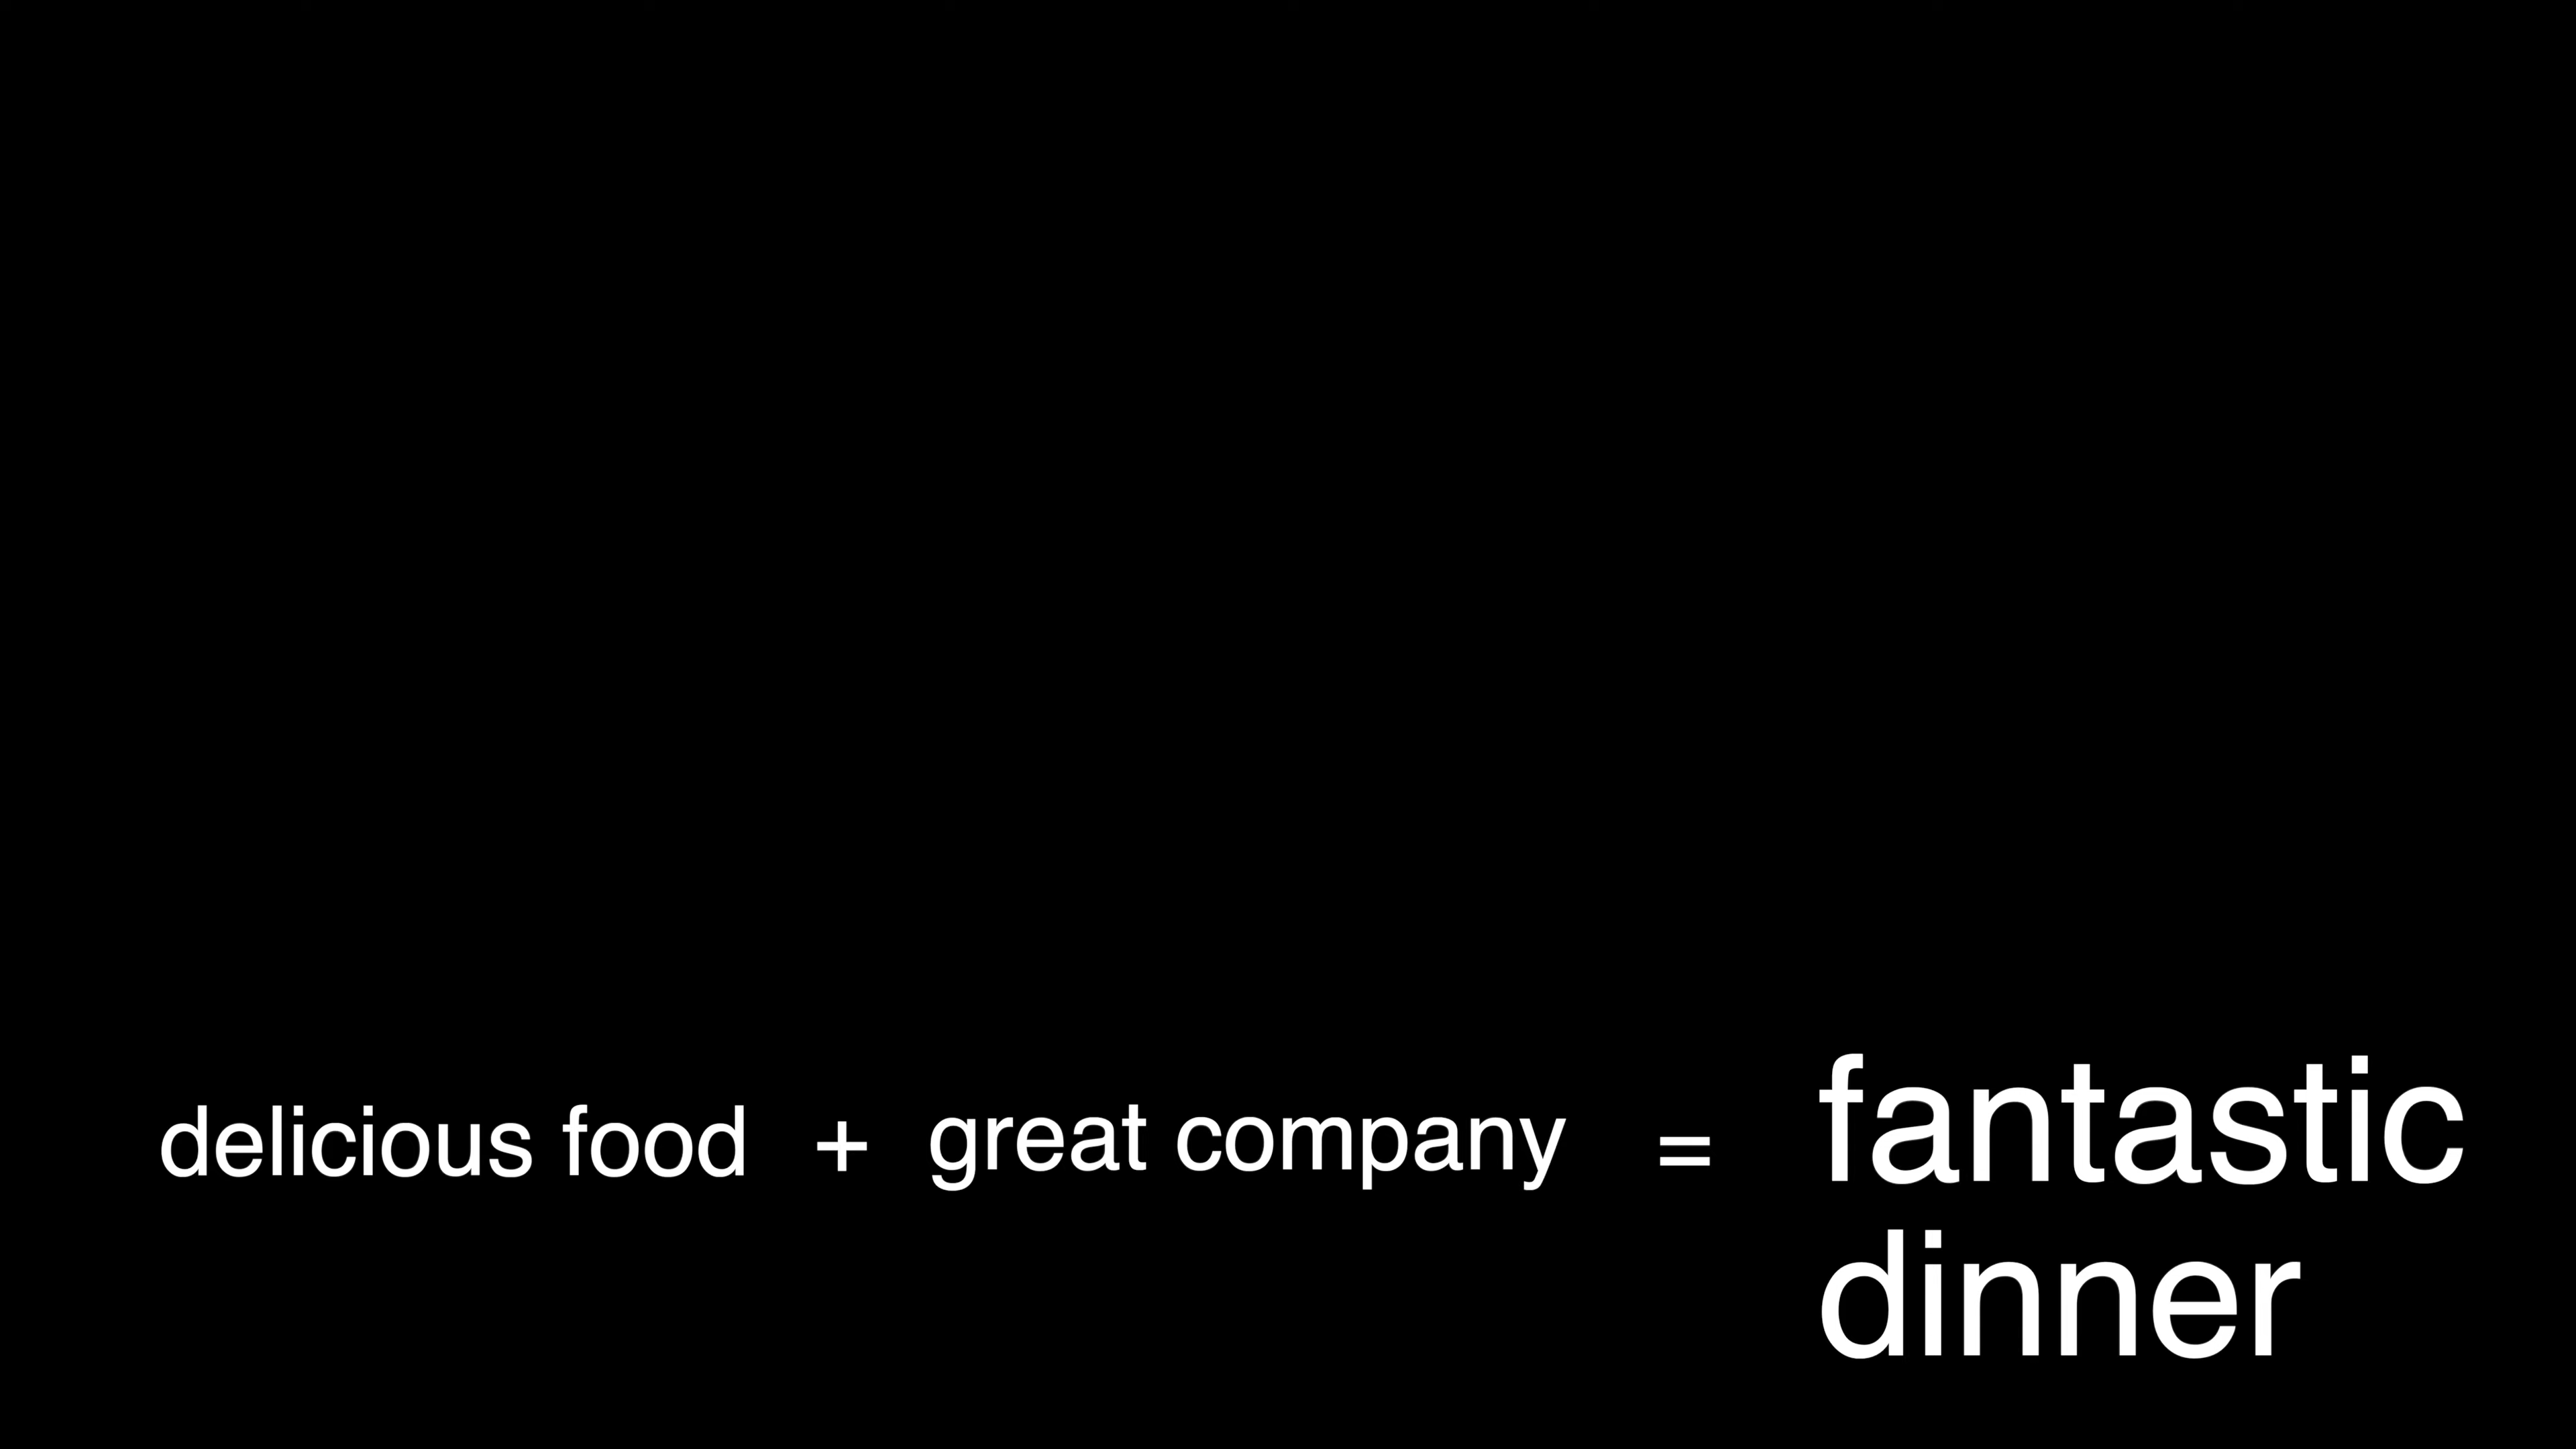 delicious food + great company = fantastic
dinner